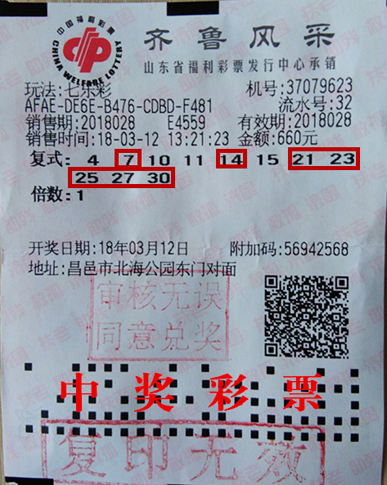 中国福利彩票
CHINA WELFARE LOTTERY
齐鲁风采
山东省福利彩票发行中心承销
玩法:七乐彩 机号:37079623
AFAE-DE6E-B476-CDBD-F481 流水号:32
销售期:2018028 E4559 有效期:2018028
销售时间:18-03-12 13:21:23 金额:660元
复式: 4 7 10 11 14 15 21 23
25 27 30
倍数:1
开奖日期:18年03月12日 附加码:56942568
地址:昌邑市北海公园东门对面
审核无误
同意兑奖
中奖彩票
复印无效